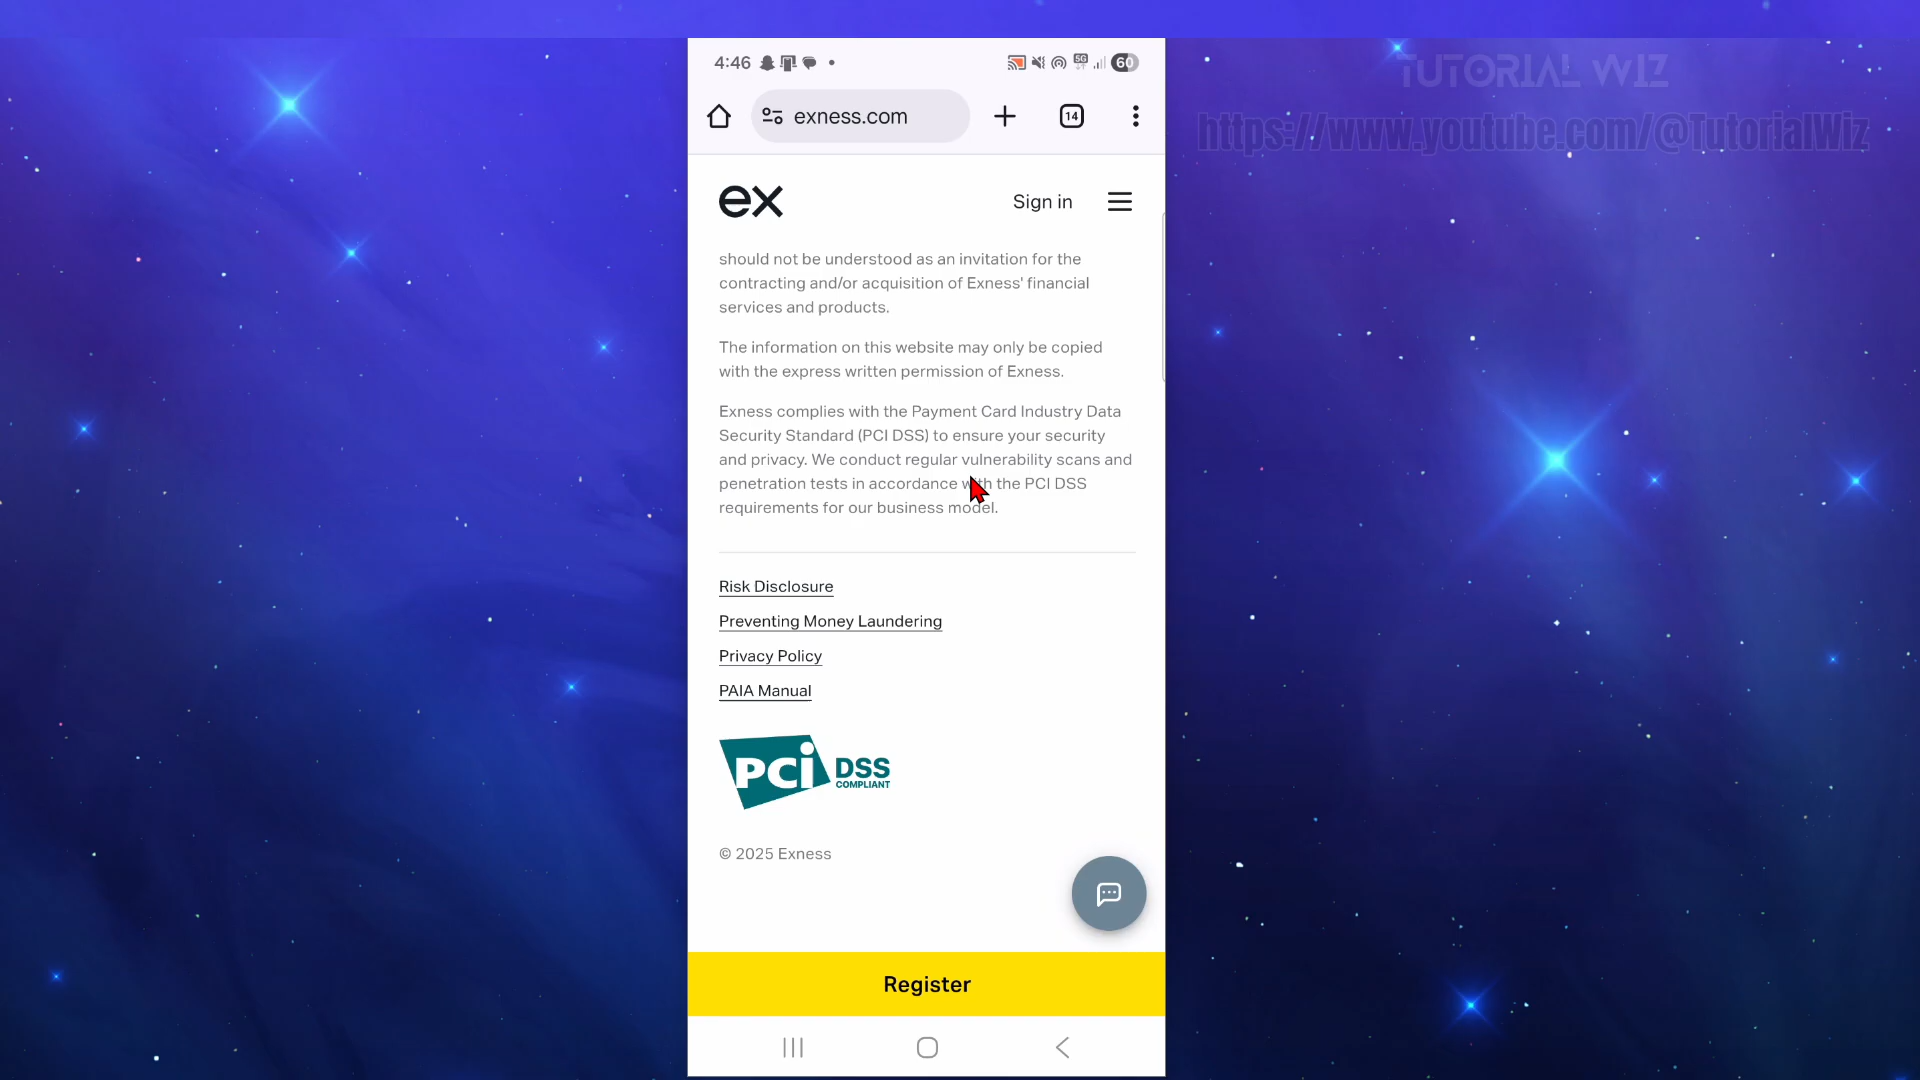 TUTORIAL WIZ
https://www.youtube.com/@TutorialWiz
4:46
5G
60
exness.com
14
ex
Sign in
should not be understood as an invitation for the
contracting and/or acquisition of Exness' financial
services and products.
The information on this website may only be copied
with the express written permission of Exness.
Exness complies with the Payment Card Industry Data
Security Standard (PCI DSS) to ensure your security
and privacy. We conduct regular vulnerability scans and
penetration tests in accordance with the PCI DSS
requirements for our business model.
Risk Disclosure
Preventing Money Laundering
Privacy Policy
PAIA Manual
PCi DSS
COMPLIANT
© 2025 Exness
Register